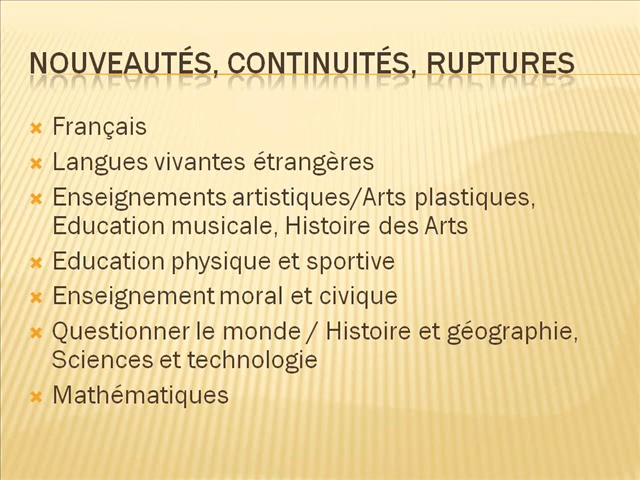 NOUVEAUTÉS, CONTINUITÉS, RUPTURES
Français
Langues vivantes étrangères
Enseignements artistiques/Arts plastiques,
Education musicale, Histoire des Arts
Education physique et sportive
Enseignement moral et civique
Questionner le monde / Histoire et géographie,
Sciences et technologie
Mathématiques